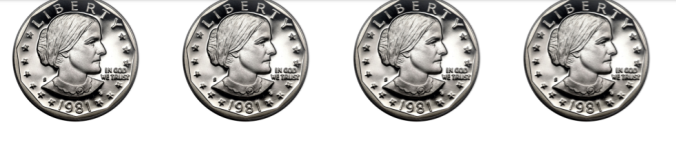 LIBERTY LIBERTY LIBERTY LIBERTY
IN GOD IN GOD IN GOD IN GOD
WE TRUST WE TRUST WE TRUST WE TRUST
S S S S
1981 1981 1981 1981